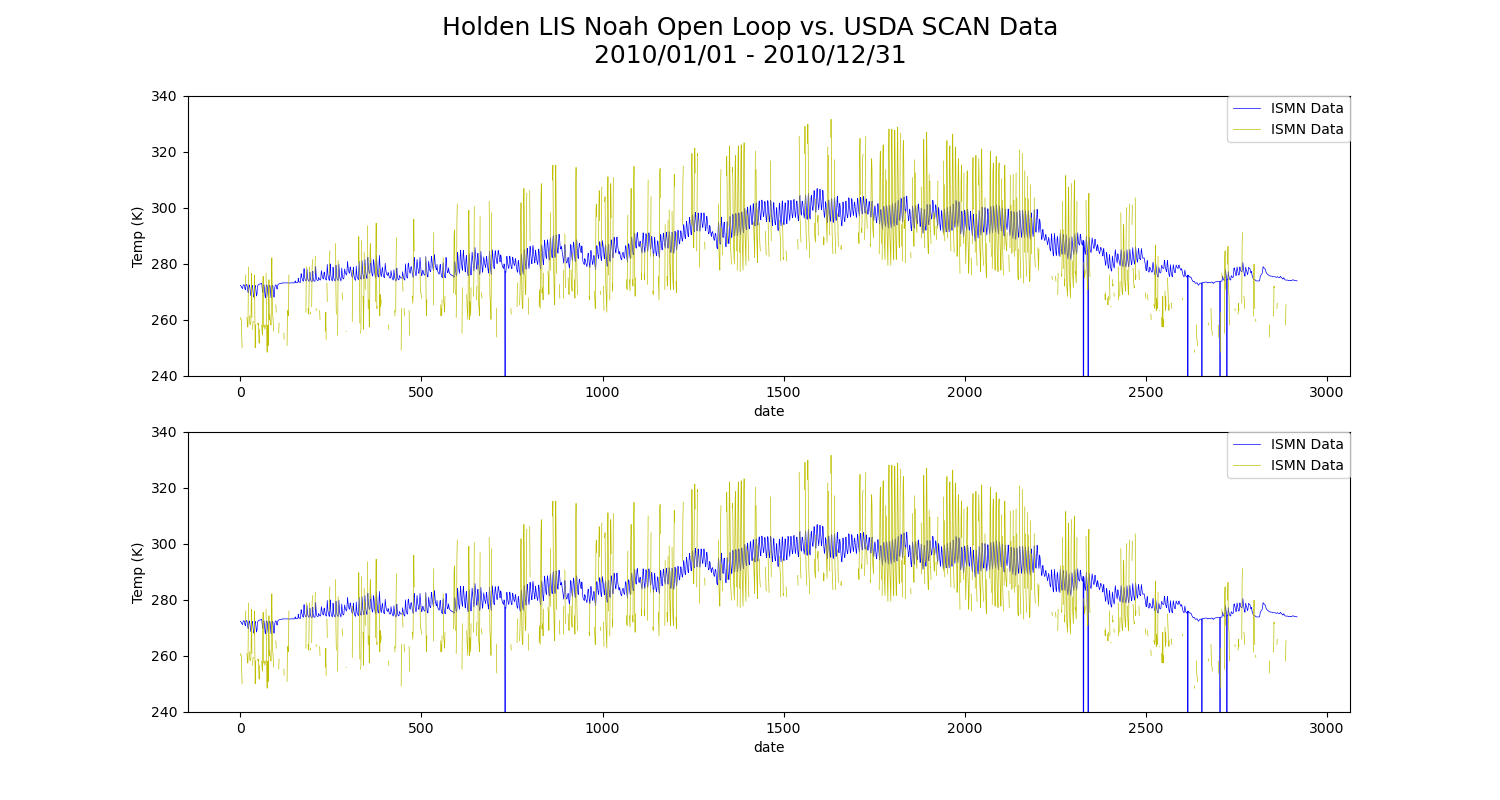 Holden LIS Noah Open Loop vs. USDA SCAN Data
2010/01/01 - 2010/12/31
340
320
300
280
260
240
Temp (K)
ISMN Data
ISMN Data
0
500
1000
1500
2000
2500
3000
date
340
320
300
280
260
240
Temp (K)
ISMN Data
ISMN Data
0
500
1000
1500
2000
2500
3000
date